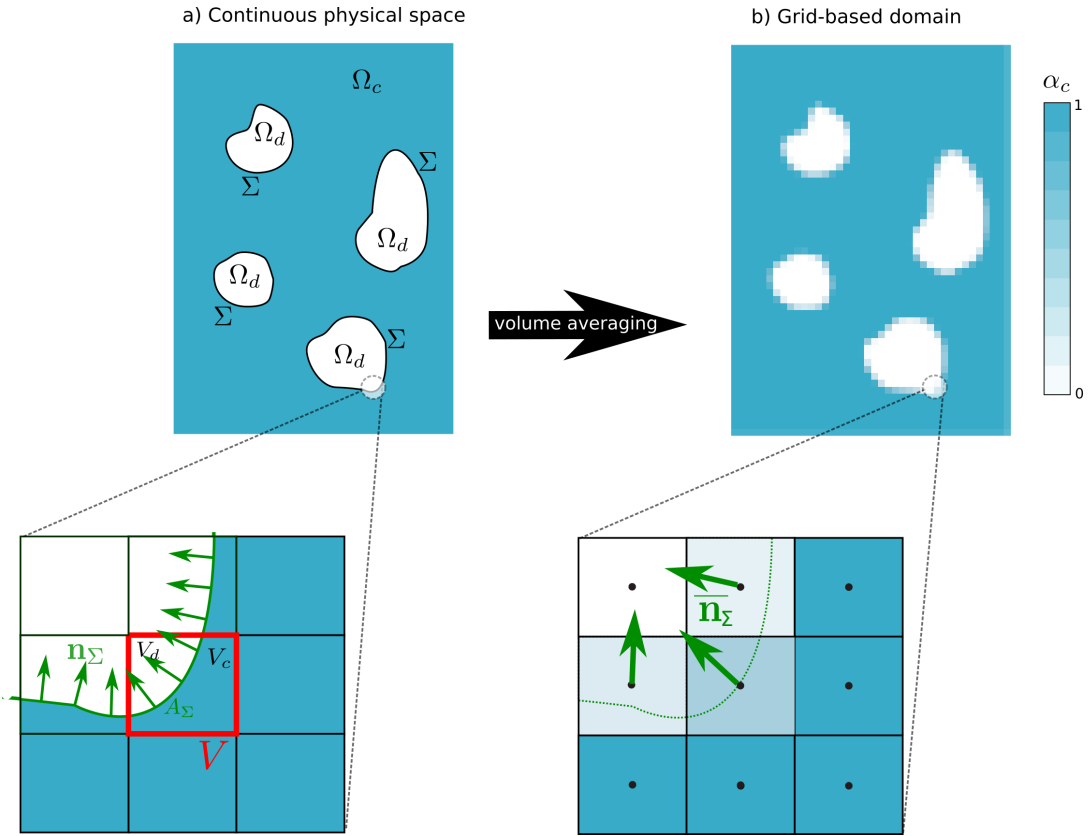 a) Continuous physical space
b) Grid-based domain
Ω_c
α_c
1
Ω_d
Σ
Σ
Ω_d
Ω_d
Σ
volume averaging
Σ
Ω_d
0
n_Σ
V_d
V_c
A_Σ
V
n̅_Σ